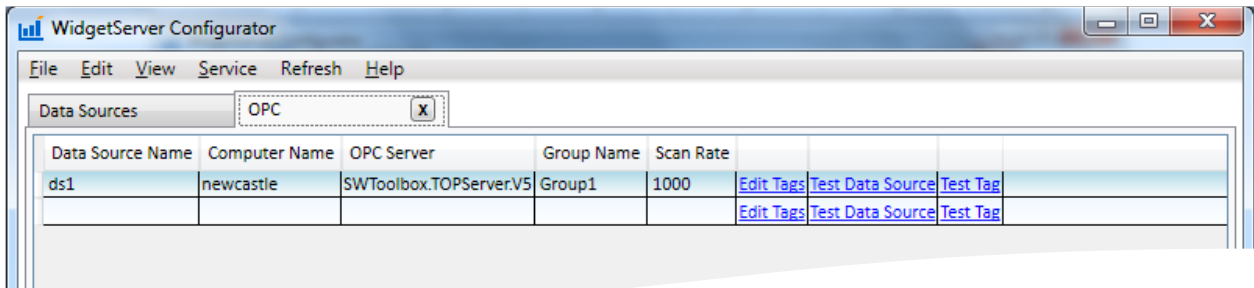 WidgetServer Configurator
File Edit View Service Refresh Help
Data Sources OPC X
Data Source Name Computer Name OPC Server Group Name Scan Rate
ds1 newcastle SWToolbox.TOPServer.V5 Group1 1000 Edit Tags Test Data Source Test Tag
Edit Tags Test Data Source Test Tag